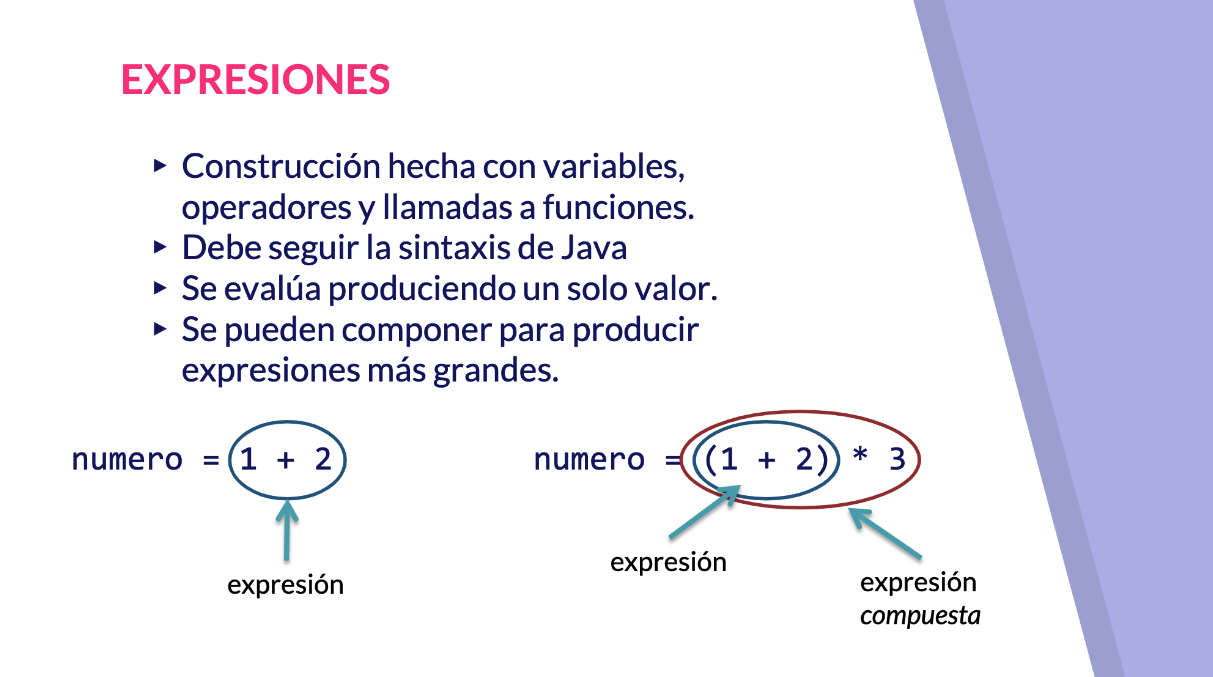 EXPRESIONES
▸ Construcción hecha con variables,
operadores y llamadas a funciones.
▸ Debe seguir la sintaxis de Java
▸ Se evalúa produciendo un solo valor.
▸ Se pueden componer para producir
expresiones más grandes.
numero = 1 + 2
expresión
numero = (1 + 2) * 3
expresión
expresión
compuesta